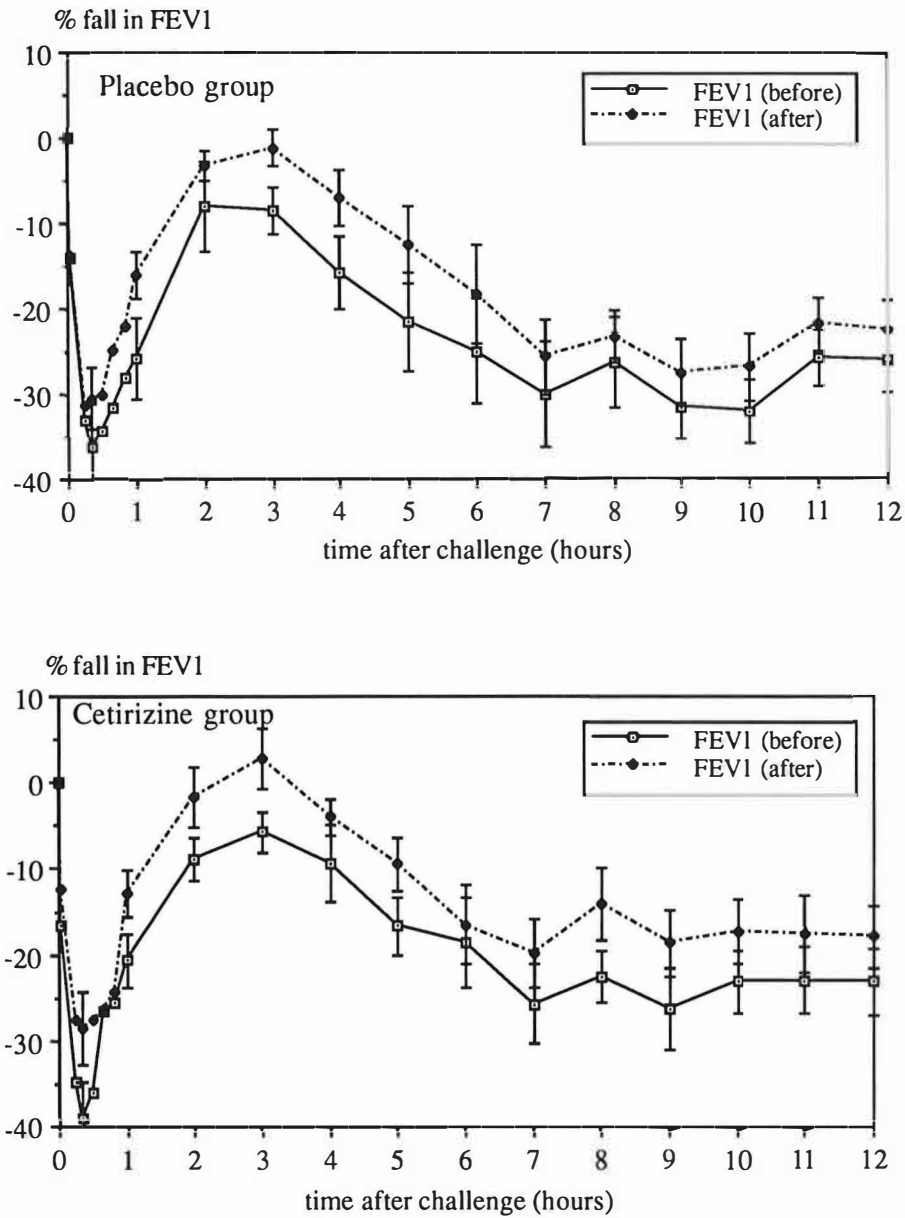 % fall in FEV1
10
Placebo group
FEV1 (before)
FEV1 (after)
0
-10
-20
-30
-40
0 1 2 3 4 5 6 7 8 9 10 11 12
time after challenge (hours)
% fall in FEV1
10
Cetirizine group
FEV1 (before)
FEV1 (after)
0
-10
-20
-30
-40
0 1 2 3 4 5 6 7 8 9 10 11 12
time after challenge (hours)